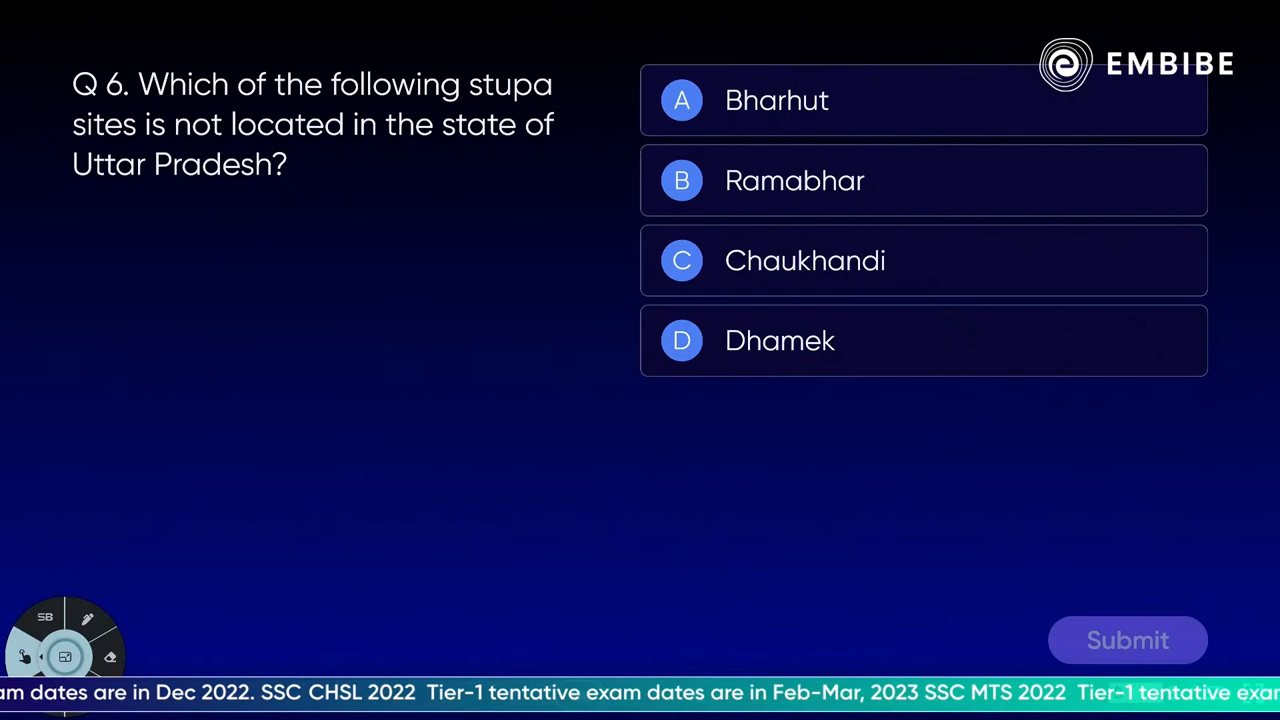 EMBIBE
Q 6. Which of the following stupa
sites is not located in the state of
Uttar Pradesh?
A Bharhut
B Ramabhar
C Chaukhandi
D Dhamek
SB
Submit
am dates are in Dec 2022. SSC CHSL 2022 Tier-1 tentative exam dates are in Feb-Mar, 2023 SSC MTS 2022 Tier-1 tentative exa